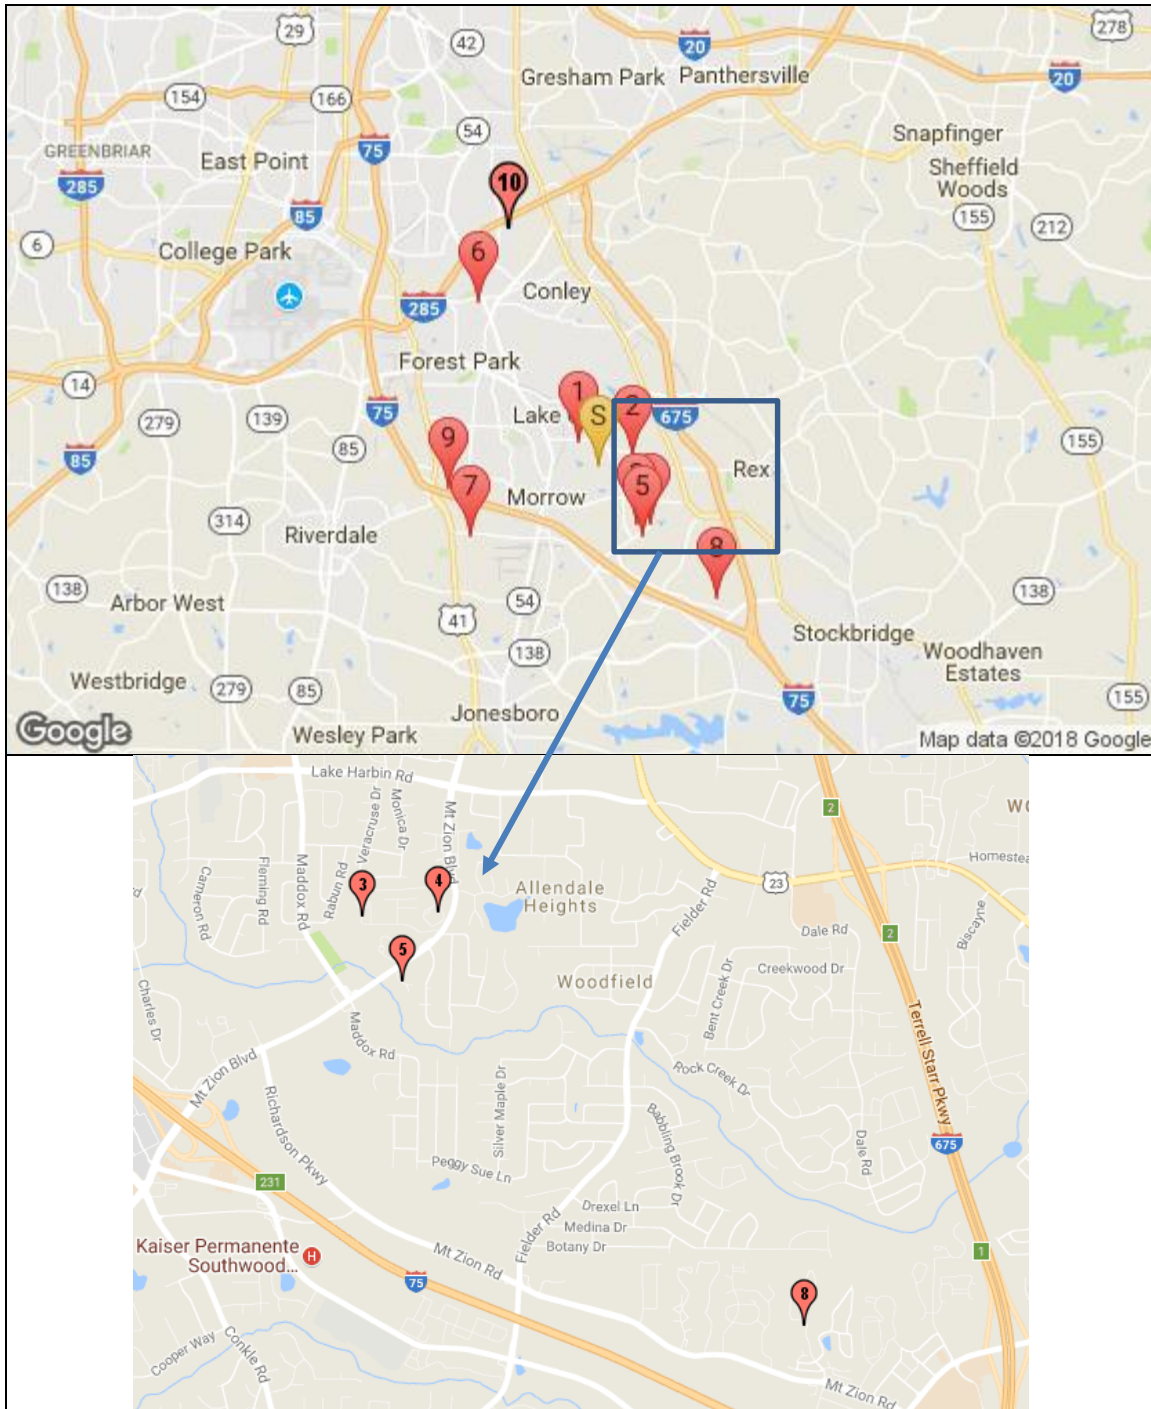 29
42
20
278
Gresham Park
Panthersville
20
154
166
54
Snapfinger
GREENBRIAR
East Point
75
Sheffield
Woods
285
10
85
155
212
6
College Park
6
Conley
285
Forest Park
14
1
2
279
139
75
Lake
S
675
155
85
9
85
Rex
7
5
Morrow
314
Riverdale
8
138
Arbor West
54
138
41
Stockbridge
Woodhaven
Estates
138
Westbridge
279
85
75
155
Jonesboro
Google
Wesley Park
Map data ©2018 Google
Lake Harbin Rd
2
Veracruse Dr
Monica Dr
Mt Zion Blvd
Homestea
Cameron Rd
Fleming Rd
Maddox Rd
Rabun Rd
3
4
Allendale
Heights
Fielder Rd
23
Biscayne
5
Dale Rd
2
Woodfield
Creekwood Dr
Bent Creek Dr
Charles Dr
Maddox Rd
Terrell Starr Pkwy
Mt Zion Blvd
Rock Creek Dr
Richardson Pkwy
Silver Maple Dr
Babbling Brook Dr
Dale Rd
675
231
Peggy Sue Ln
Drexel Ln
Medina Dr
Botany Dr
Fielder Rd
Kaiser Permanente
Southwood...
H
Mt Zion Rd
1
75
8
Cooper Way
Conkle Rd
Mt Zion Rd